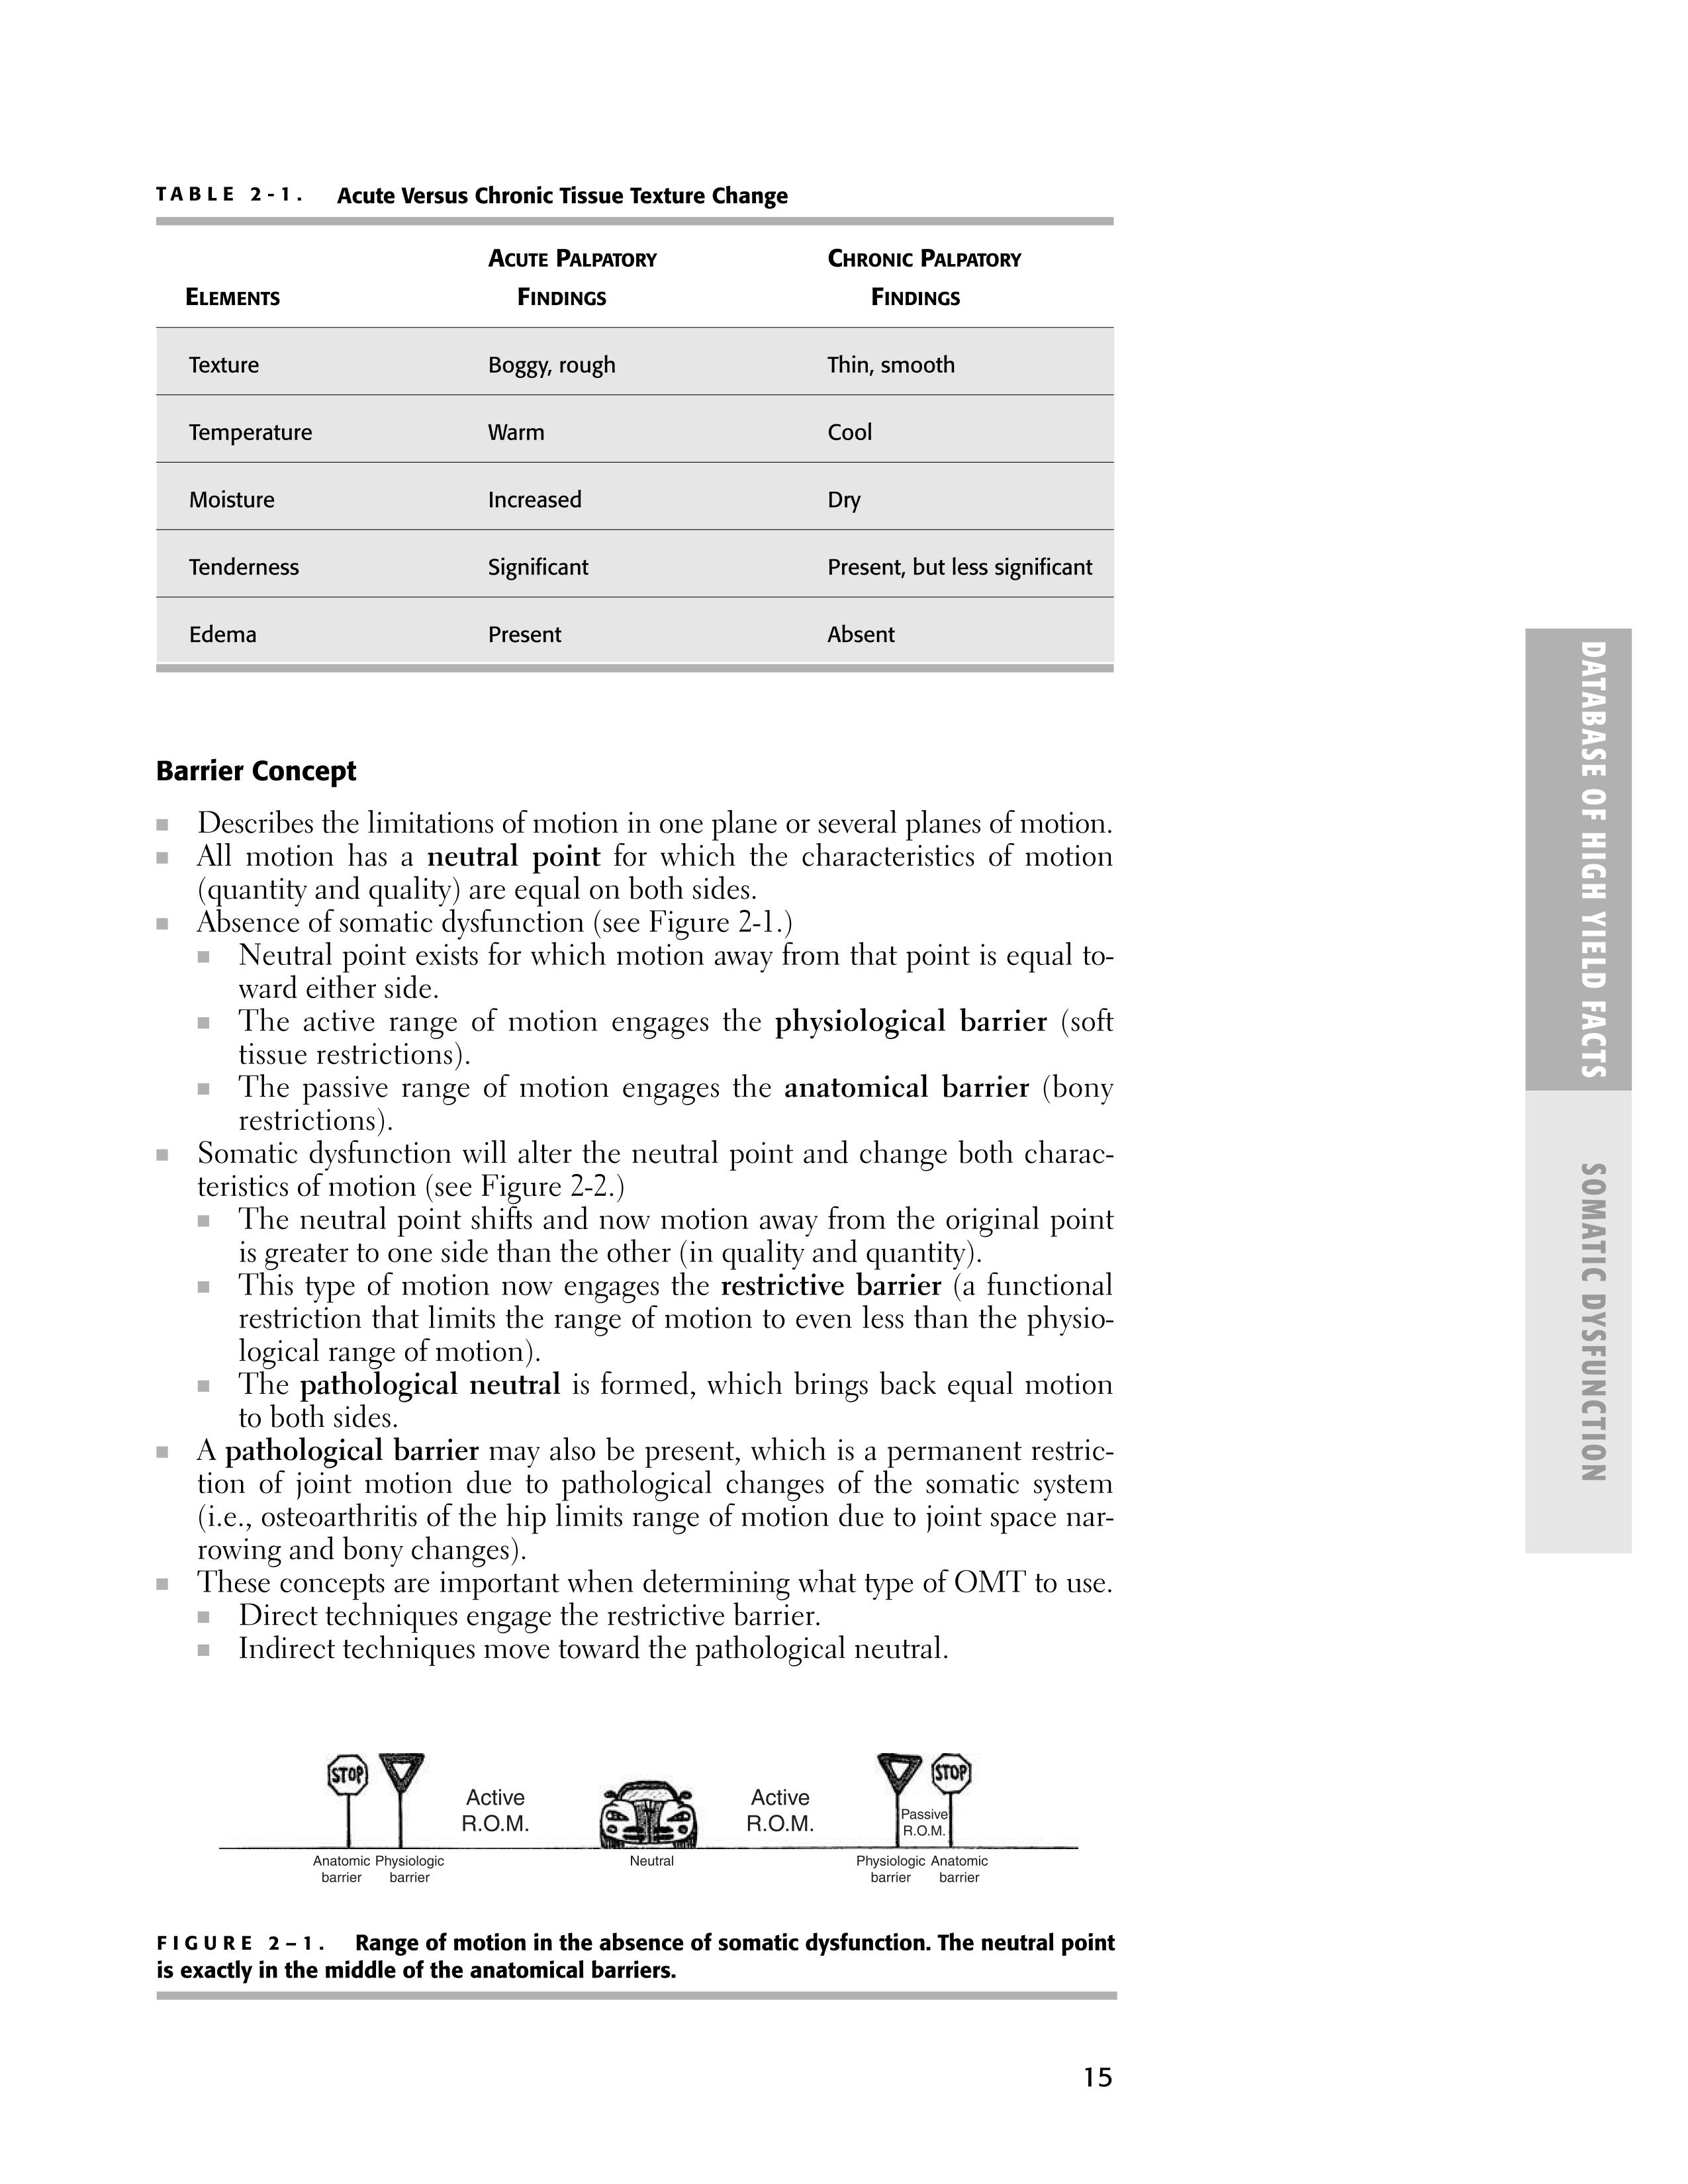 TABLE 2-1. Acute Versus Chronic Tissue Texture Change
ACUTE PALPATORY CHRONIC PALPATORY
ELEMENTS FINDINGS FINDINGS
Texture Boggy, rough Thin, smooth
Temperature Warm Cool
Moisture Increased Dry
Tenderness Significant Present, but less significant
Edema Present Absent
Barrier Concept
■ Describes the limitations of motion in one plane or several planes of motion.
■ All motion has a neutral point for which the characteristics of motion
(quantity and quality) are equal on both sides.
■ Absence of somatic dysfunction (see Figure 2-1.)
■ Neutral point exists for which motion away from that point is equal to-
ward either side.
■ The active range of motion engages the physiological barrier (soft
tissue restrictions).
■ The passive range of motion engages the anatomical barrier (bony
restrictions).
■ Somatic dysfunction will alter the neutral point and change both charac-
teristics of motion (see Figure 2-2.)
■ The neutral point shifts and now motion away from the original point
is greater to one side than the other (in quality and quantity).
■ This type of motion now engages the restrictive barrier (a functional
restriction that limits the range of motion to even less than the physio-
logical range of motion).
■ The pathological neutral is formed, which brings back equal motion
to both sides.
■ A pathological barrier may also be present, which is a permanent restric-
tion of joint motion due to pathological changes of the somatic system
(i.e., osteoarthritis of the hip limits range of motion due to joint space nar-
rowing and bony changes).
■ These concepts are important when determining what type of OMT to use.
■ Direct techniques engage the restrictive barrier.
■ Indirect techniques move toward the pathological neutral.
STOP STOP
Active Active Passive
R.O.M. R.O.M. R.O.M.
Anatomic Physiologic Neutral Physiologic Anatomic
barrier barrier barrier barrier
FIGURE 2–1. Range of motion in the absence of somatic dysfunction. The neutral point
is exactly in the middle of the anatomical barriers.
15
DATABASE OF HIGH YIELD FACTS
SOMATIC DYSFUNCTION